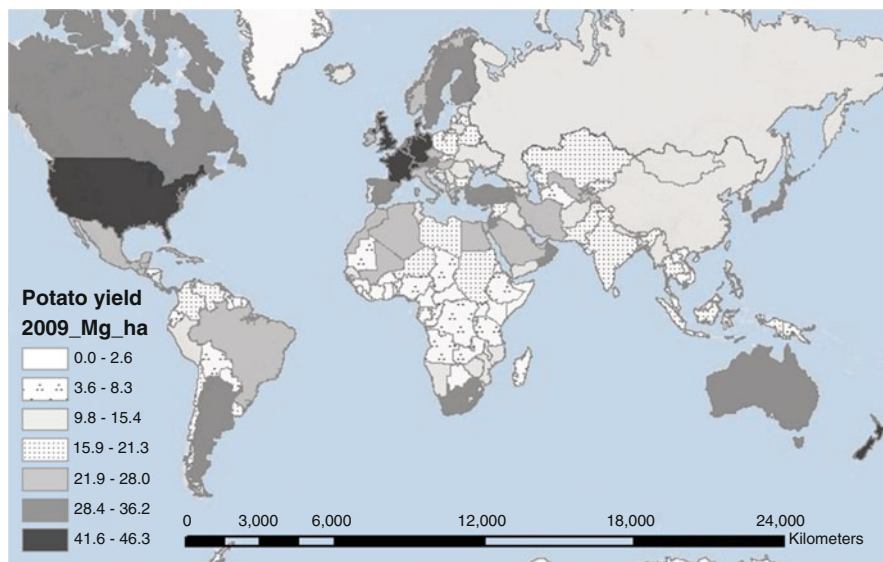 Potato yield
2009_Mg_ha
0.0 - 2.6
3.6 - 8.3
9.8 - 15.4
15.9 - 21.3
21.9 - 28.0
28.4 - 36.2
41.6 - 46.3
0 3,000 6,000 12,000 18,000 24,000
Kilometers